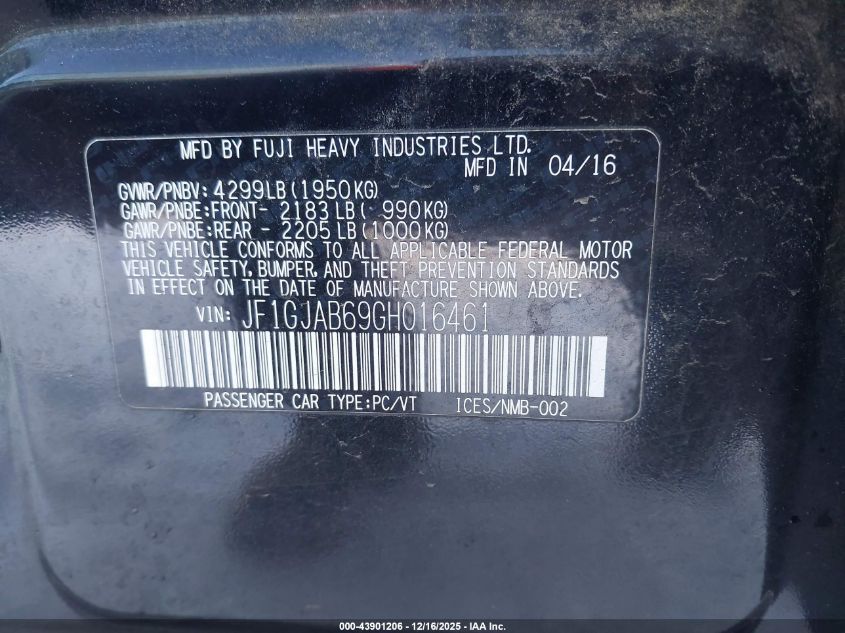 MFD BY FUJI HEAVY INDUSTRIES LTD.
MFD IN 04/16
GVWR/PNBV: 4299LB(1950KG)
GAWR/PNBE:FRONT- 2183 LB( 990KG)
GAWR/PNBE:REAR - 2205 LB(1000KG)
THIS VEHICLE CONFORMS TO ALL APPLICABLE FEDERAL MOTOR
VEHICLE SAFETY, BUMPER, AND THEFT PREVENTION STANDARDS
IN EFFECT ON THE DATE OF MANUFACTURE SHOWN ABOVE.
VIN: JF1GJAB69GH016461
PASSENGER CAR TYPE:PC/VT ICES/NMB-002
000-43901206 - 12/16/2025 - IAA Inc.